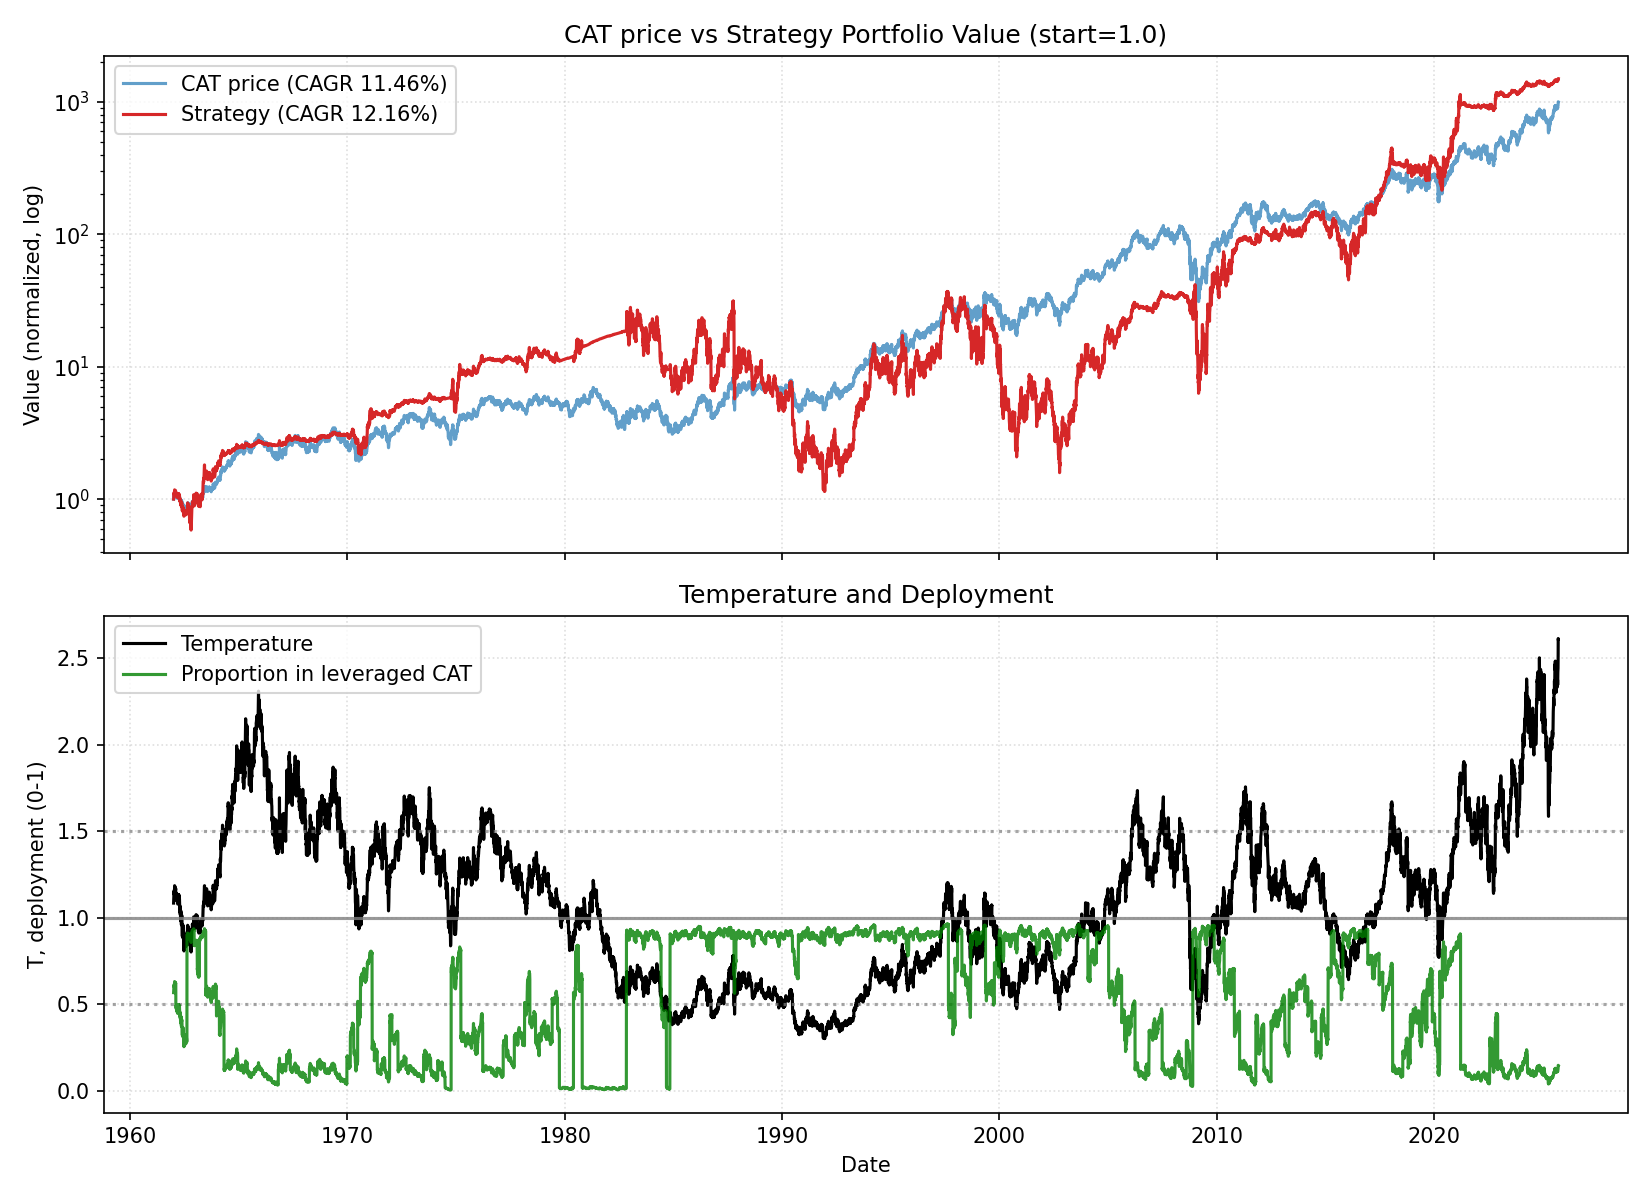 CAT price vs Strategy Portfolio Value (start=1.0)
CAT price (CAGR 11.46%)
Strategy (CAGR 12.16%)
Value (normalized, log)
10³
10²
10¹
10⁰
Temperature and Deployment
Temperature
Proportion in leveraged CAT
T, deployment (0-1)
2.5
2.0
1.5
1.0
0.5
0.0
1960 1970 1980 1990 2000 2010 2020
Date